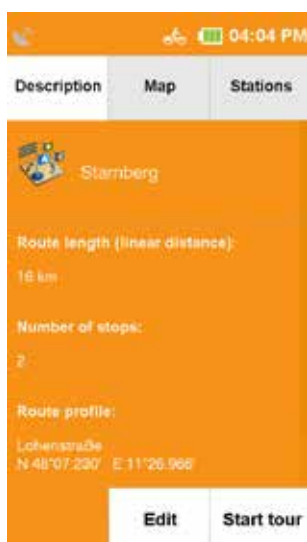 04:04 PM
Description Map Stations
Starnberg
Route length (linear distance):
16 km
Number of stops:
2
Route profile:
Lohenstraße
N 48°07.230' E 11°26.966'
Edit Start tour